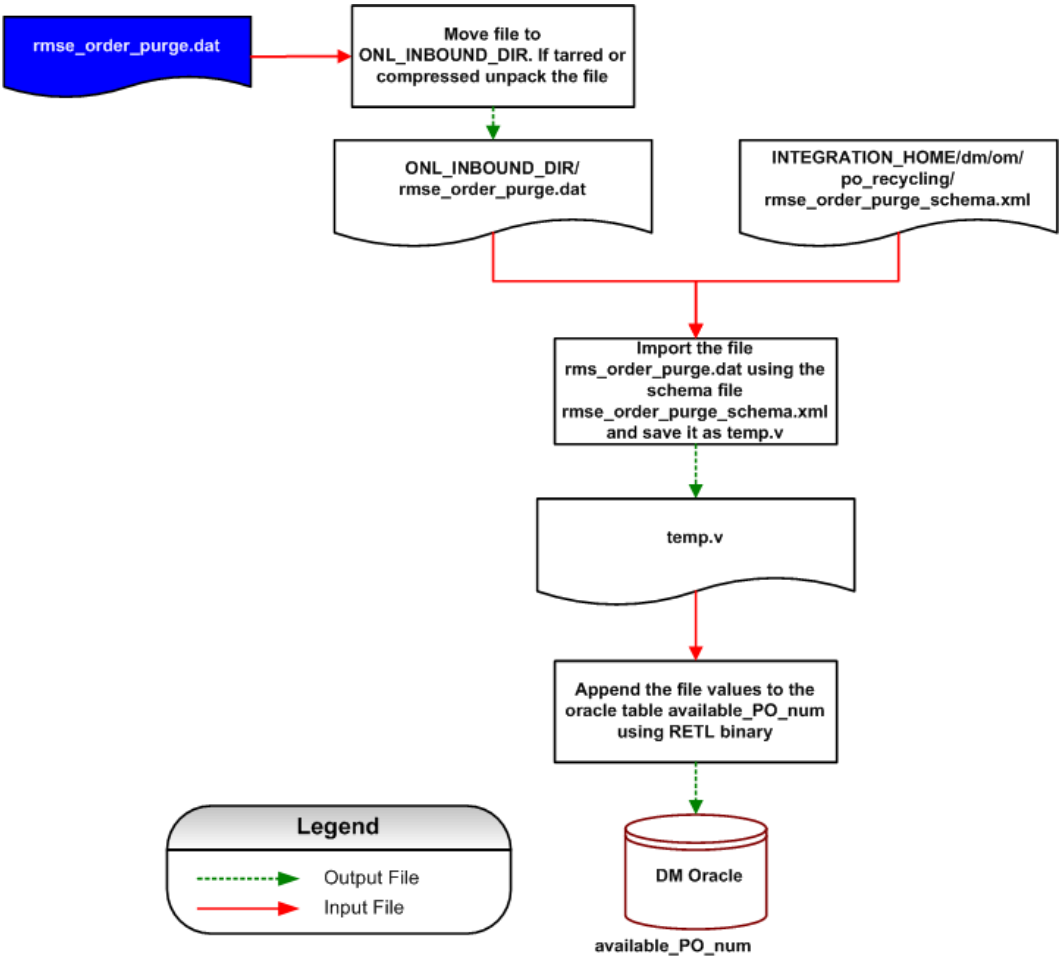 rmse_order_purge.dat
Move file to
ONL_INBOUND_DIR. If tarred or
compressed unpack the file
ONL_INBOUND_DIR/
rmse_order_purge.dat
INTEGRATION_HOME/dm/om/
po_recycling/
rmse_order_purge_schema.xml
Import the file
rms_order_purge.dat using the
schema file
rmse_order_purge_schema.xml
and save it as temp.v
temp.v
Append the file values to the
oracle table available_PO_num
using RETL binary
Legend
Output File
Input File
DM Oracle
available_PO_num